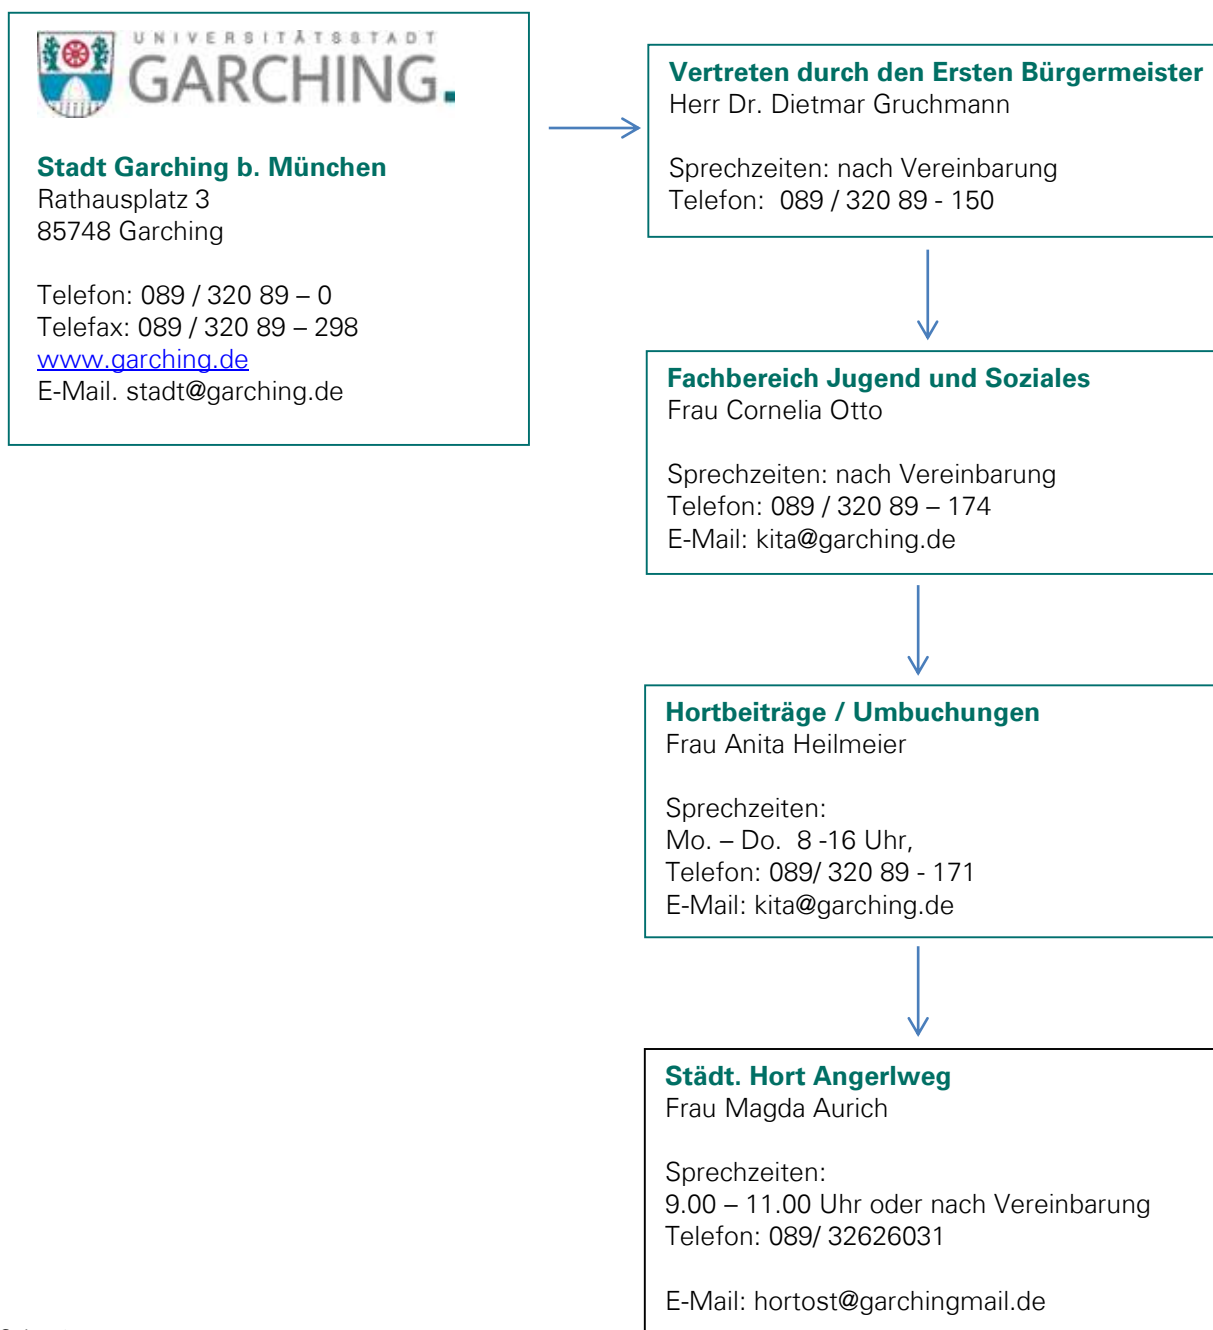 UNIVERSITÄTSSTADT
GARCHING.
Stadt Garching b. München
Rathausplatz 3
85748 Garching
Telefon: 089 / 320 89 – 0
Telefax: 089 / 320 89 – 298
www.garching.de
E-Mail. stadt@garching.de
Vertreten durch den Ersten Bürgermeister
Herr Dr. Dietmar Gruchmann
Sprechzeiten: nach Vereinbarung
Telefon:  089 / 320 89 - 150
Fachbereich Jugend und Soziales
Frau Cornelia Otto
Sprechzeiten: nach Vereinbarung
Telefon: 089 / 320 89 – 174
E-Mail: kita@garching.de
Hortbeiträge / Umbuchungen
Frau Anita Heilmeier
Sprechzeiten:
Mo. – Do.  8 -16 Uhr,
Telefon: 089/ 320 89 - 171
E-Mail: kita@garching.de
Städt. Hort Angerlweg
Frau Magda Aurich
Sprechzeiten:
9.00 – 11.00 Uhr oder nach Vereinbarung
Telefon: 089/ 32626031
E-Mail: hortost@garchingmail.de